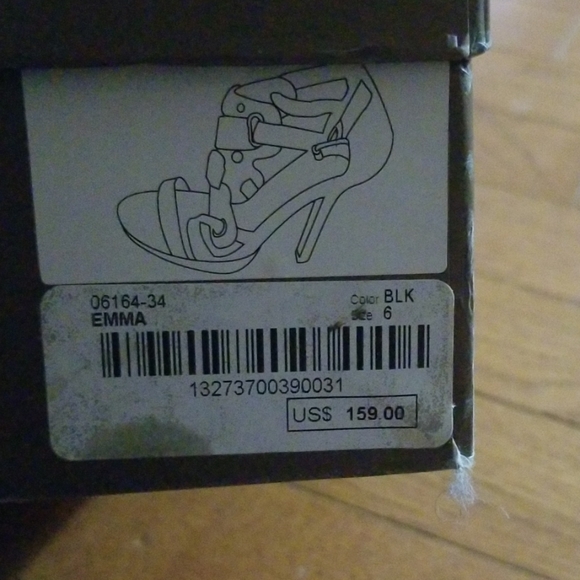 06164-34
EMMA
Color BLK
Size 6
13273700390031
US$ 159.00